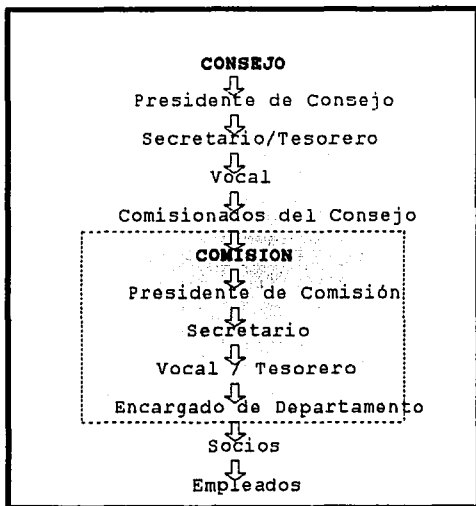 CONSEJO
Presidente de Consejo
Secretario/Tesorero
Vocal
Comisionados del Consejo
COMISION
Presidente de Comisión
Secretario
Vocal / Tesorero
Encargado de Departamento
Socios
Empleados